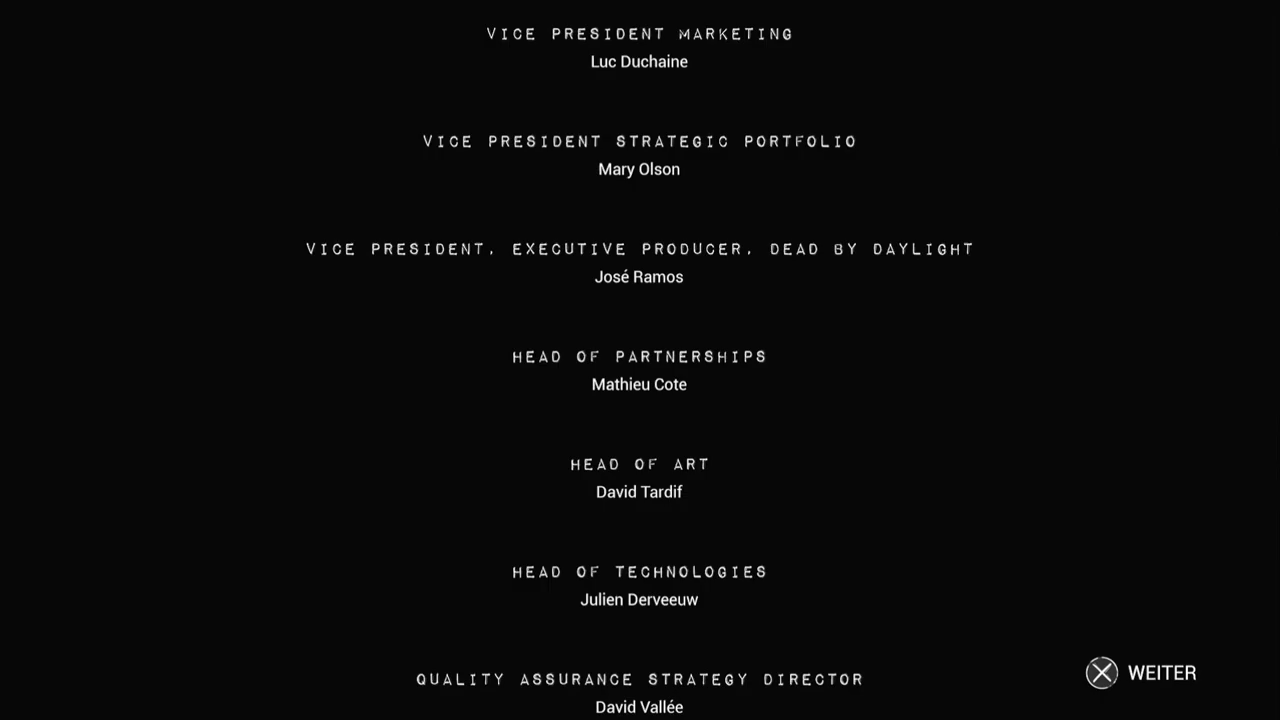 VICE PRESIDENT MARKETING
Luc Duchaine
VICE PRESIDENT STRATEGIC PORTFOLIO
Mary Olson
VICE PRESIDENT, EXECUTIVE PRODUCER, DEAD BY DAYLIGHT
José Ramos
HEAD OF PARTNERSHIPS
Mathieu Cote
HEAD OF ART
David Tardif
HEAD OF TECHNOLOGIES
Julien Derveeuw
QUALITY ASSURANCE STRATEGY DIRECTOR
David Vallée
WEITER